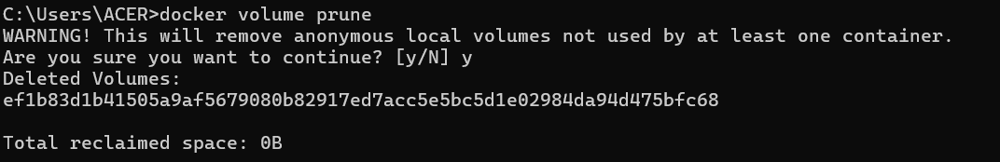 C:\Users\ACER>docker volume prune
WARNING! This will remove anonymous local volumes not used by at least one container.
Are you sure you want to continue? [y/N] y
Deleted Volumes:
ef1b83d1b41505a9af5679080b82917ed7acc5e5bc5d1e02984da94d475bfc68
Total reclaimed space: 0B